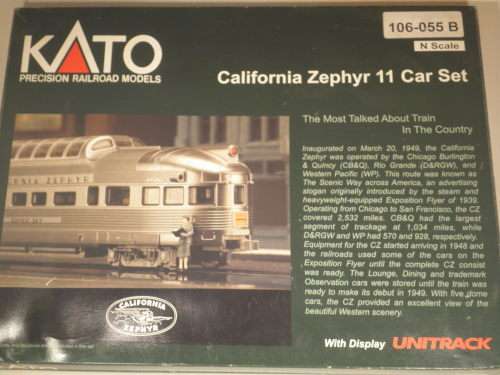 106-055 B
N Scale
KATO
PRECISION RAILROAD MODELS
California Zephyr 11 Car Set
The Most Talked About Train
In The Country
Inaugurated on March 20, 1949, the California
Zephyr was operated by the Chicago Burlington
& Quincy (CB&Q), Rio Grande (D&RGW), and
Western Pacific (WP). This route was known as
The Scenic Way across America, an advertising
slogan originally introduced by the steam and
heavyweight-equipped Exposition Flyer of 1939.
Operating from Chicago to San Francisco, the CZ
covered 2,532 miles. CB&Q had the largest
segment of trackage at 1,034 miles, while
D&RGW and WP had 570 and 928, respectively.
Equipment for the CZ started arriving in 1948 and
the railroads used some of the cars on the
Exposition Flyer until the complete CZ consist
was ready. The Lounge, Dining and trademark
Observation cars were stored until the train was
ready to make its debut in 1949. With five dome
cars, the CZ provided an excellent view of the
beautiful Western scenery.
CALIFORNIA
ZEPHYR
With Display UNITRACK